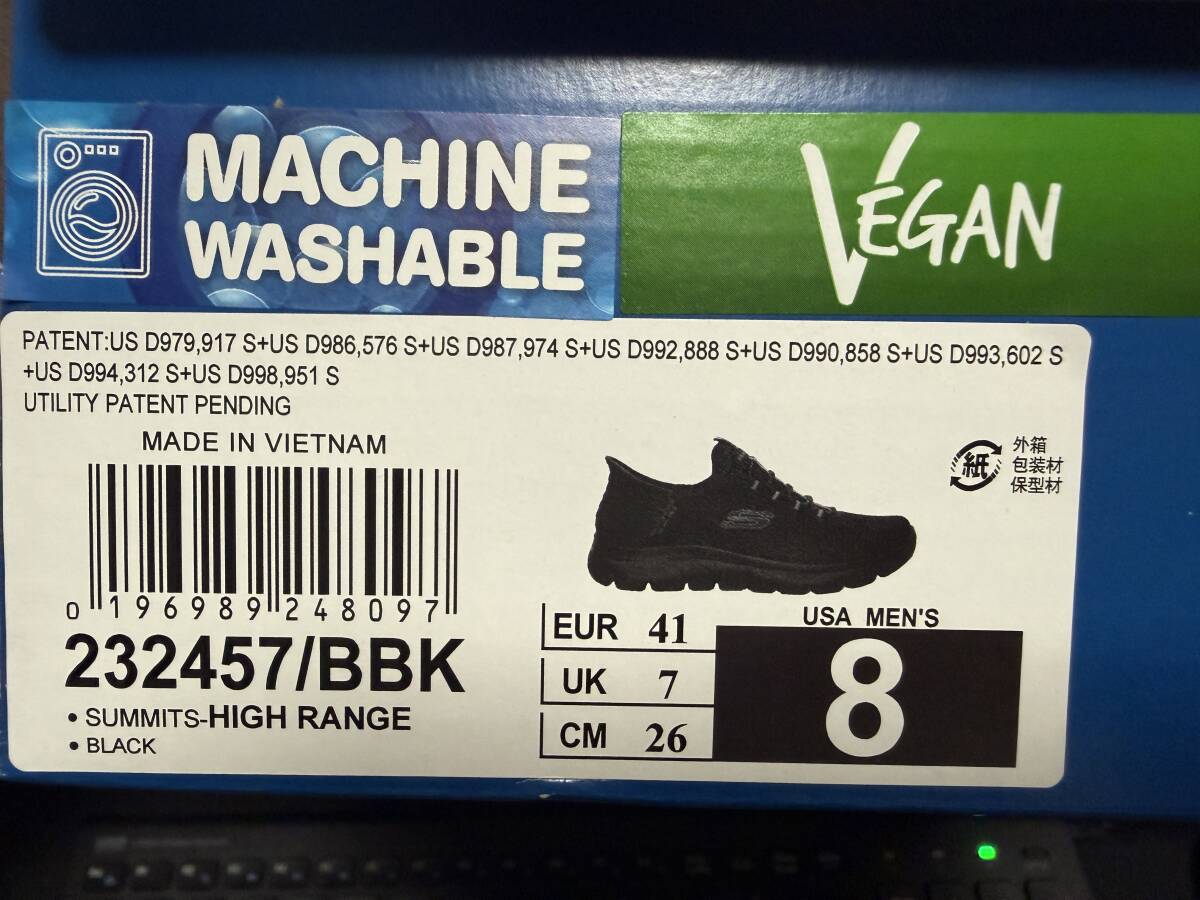 MACHINE
WASHABLE
VEGAN
PATENT:US D979,917 S+US D986,576 S+US D987,974 S+US D992,888 S+US D990,858 S+US D993,602 S
+US D994,312 S+US D998,951 S
UTILITY PATENT PENDING
MADE IN VIETNAM
0 196989 248097
232457/BBK
• SUMMITS-HIGH RANGE
• BLACK
紙
外箱
包装材
保型材
EUR 41
UK 7
CM 26
USA MEN'S
8